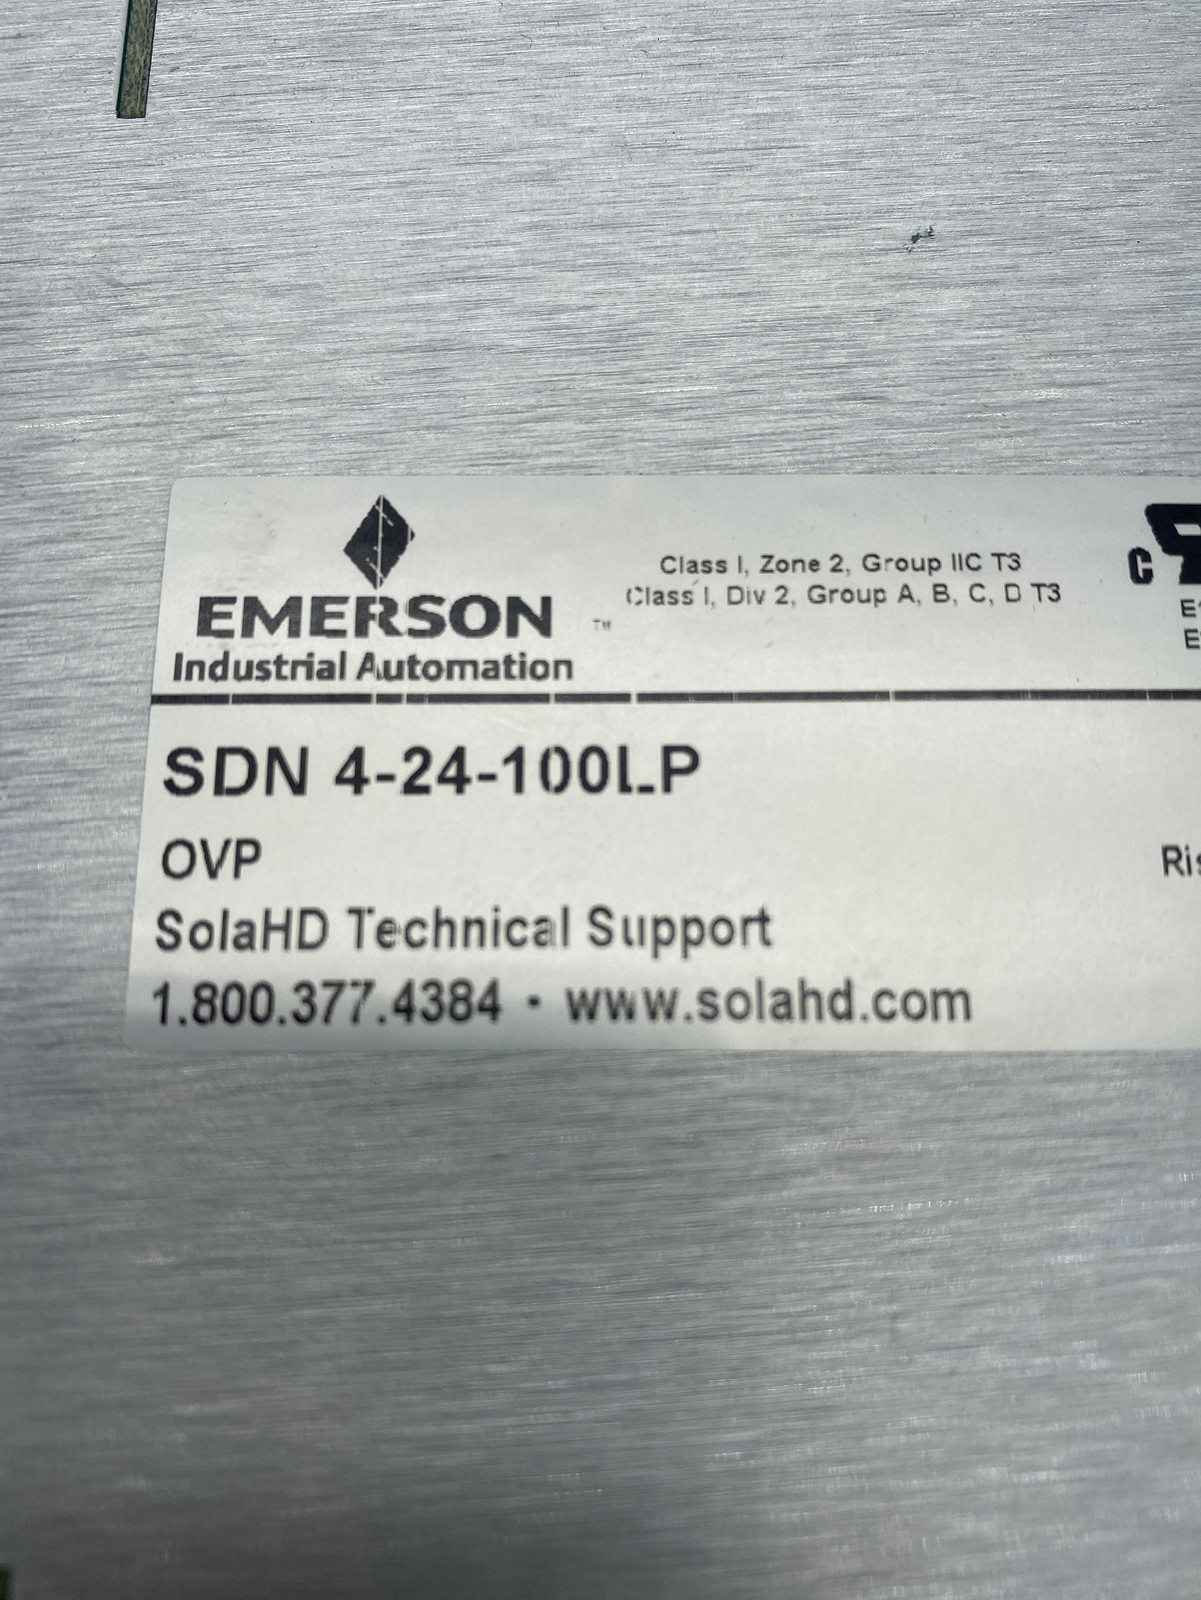 EMERSON ™
Industrial Automation
Class I, Zone 2, Group IIC T3
Class I, Div 2, Group A, B, C, D T3
C
SDN 4-24-100LP
OVP
SolaHD Technical Support
1.800.377.4384 · www.solahd.com